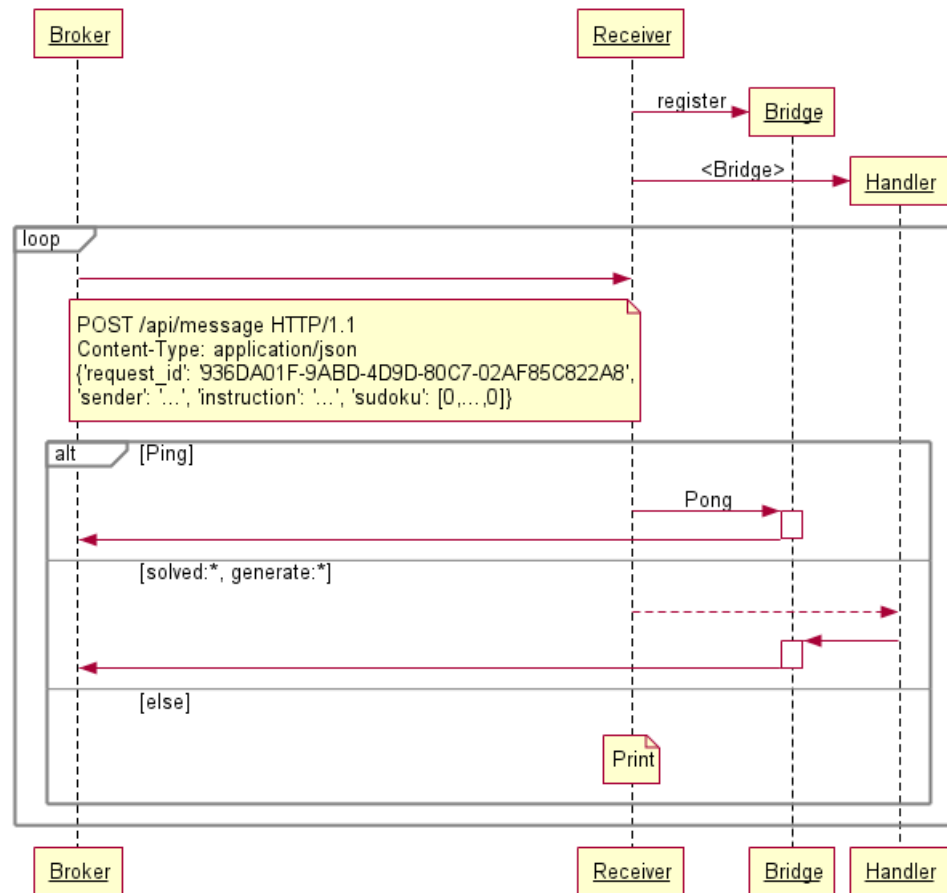 Broker
Receiver
register
Bridge
<Bridge>
Handler
loop
POST /api/message HTTP/1.1
Content-Type: application/json
{'request_id': '936DA01F-9ABD-4D9D-80C7-02AF85C822A8',
'sender': '...', 'instruction': '...', 'sudoku': [0,...,0]}
alt
[Ping]
Pong
[solved:*, generate:*]
[else]
Print
Broker
Receiver
Bridge
Handler